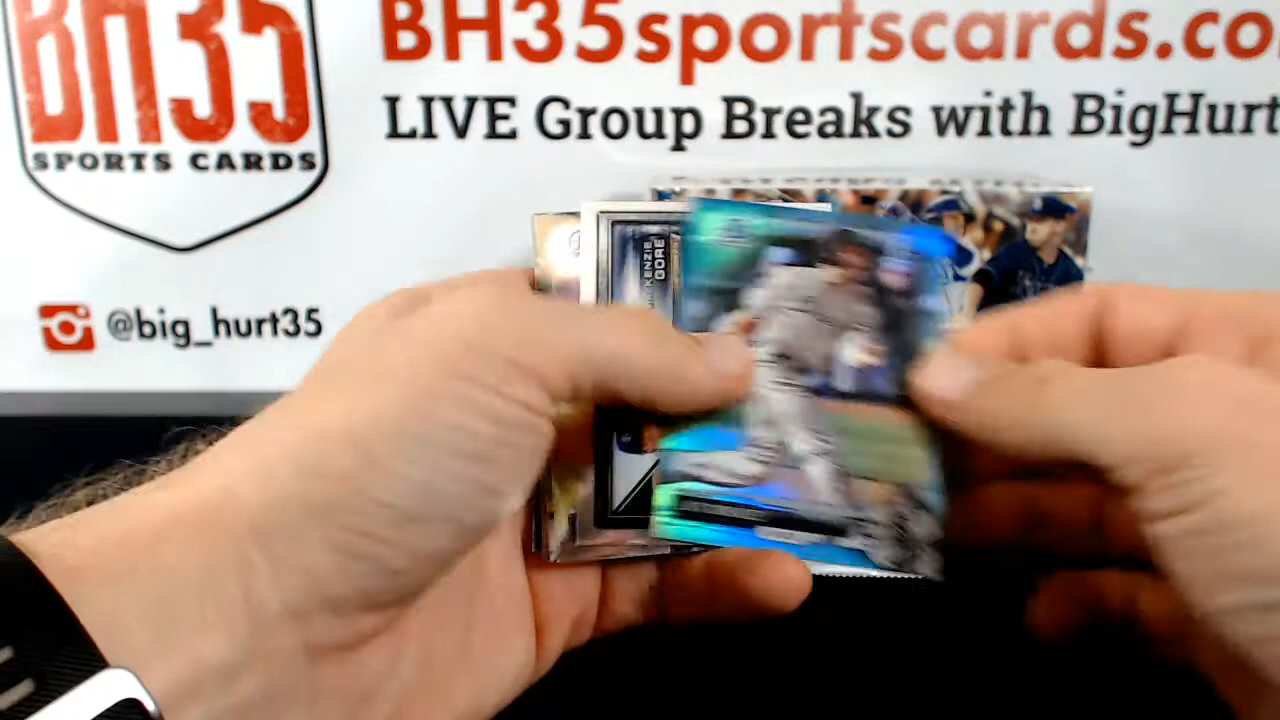 BH35
SPORTS CARDS
BH35sportscards.co
LIVE Group Breaks with BigHurt
@big_hurt35
KENZIE
GORE